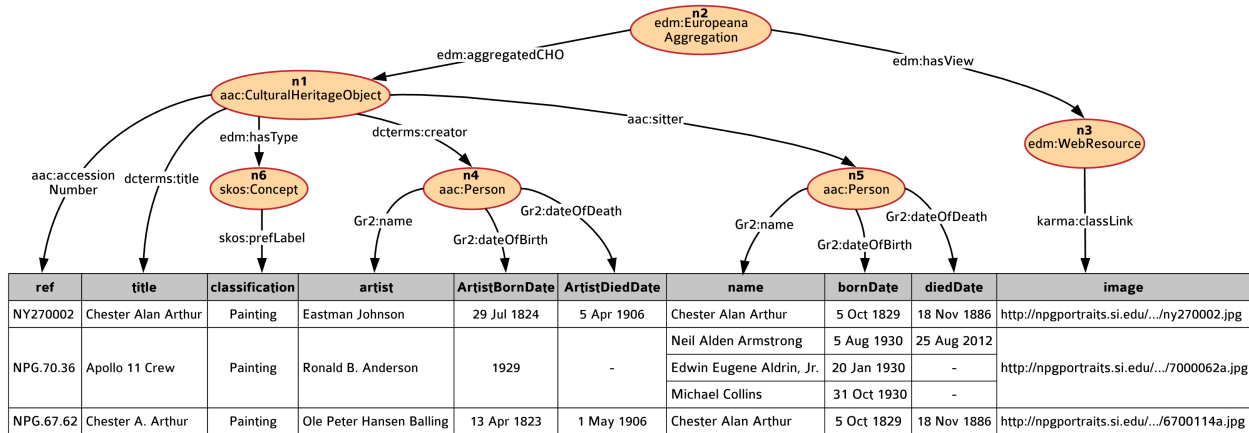 n2
edm:Europeana
Aggregation
edm:aggregatedCHO
edm:hasView
n1
aac:CulturalHeritageObject
aac:sitter
dcterms:creator
edm:hasType
n3
edm:WebResource
aac:accession
Number
dcterms:title
n6
skos:Concept
n4
aac:Person
n5
aac:Person
Gr2:name
Gr2:dateOfBirth
Gr2:dateOfDeath
Gr2:name
Gr2:dateOfBirth
Gr2:dateOfDeath
skos:prefLabel
karma:classLink
ref title classification artist ArtistBornDate ArtistDiedDate name bornDate diedDate image
NY270002 Chester Alan Arthur Painting Eastman Johnson 29 Jul 1824 5 Apr 1906 Chester Alan Arthur 5 Oct 1829 18 Nov 1886 http://npgportraits.si.edu/.../ny270002.jpg
Neil Alden Armstrong 5 Aug 1930 25 Aug 2012
NPG.70.36 Apollo 11 Crew Painting Ronald B. Anderson 1929 - Edwin Eugene Aldrin, Jr. 20 Jan 1930 - http://npgportraits.si.edu/.../7000062a.jpg
Michael Collins 31 Oct 1930 -
NPG.67.62 Chester A. Arthur Painting Ole Peter Hansen Balling 13 Apr 1823 1 May 1906 Chester Alan Arthur 5 Oct 1829 18 Nov 1886 http://npgportraits.si.edu/.../6700114a.jpg